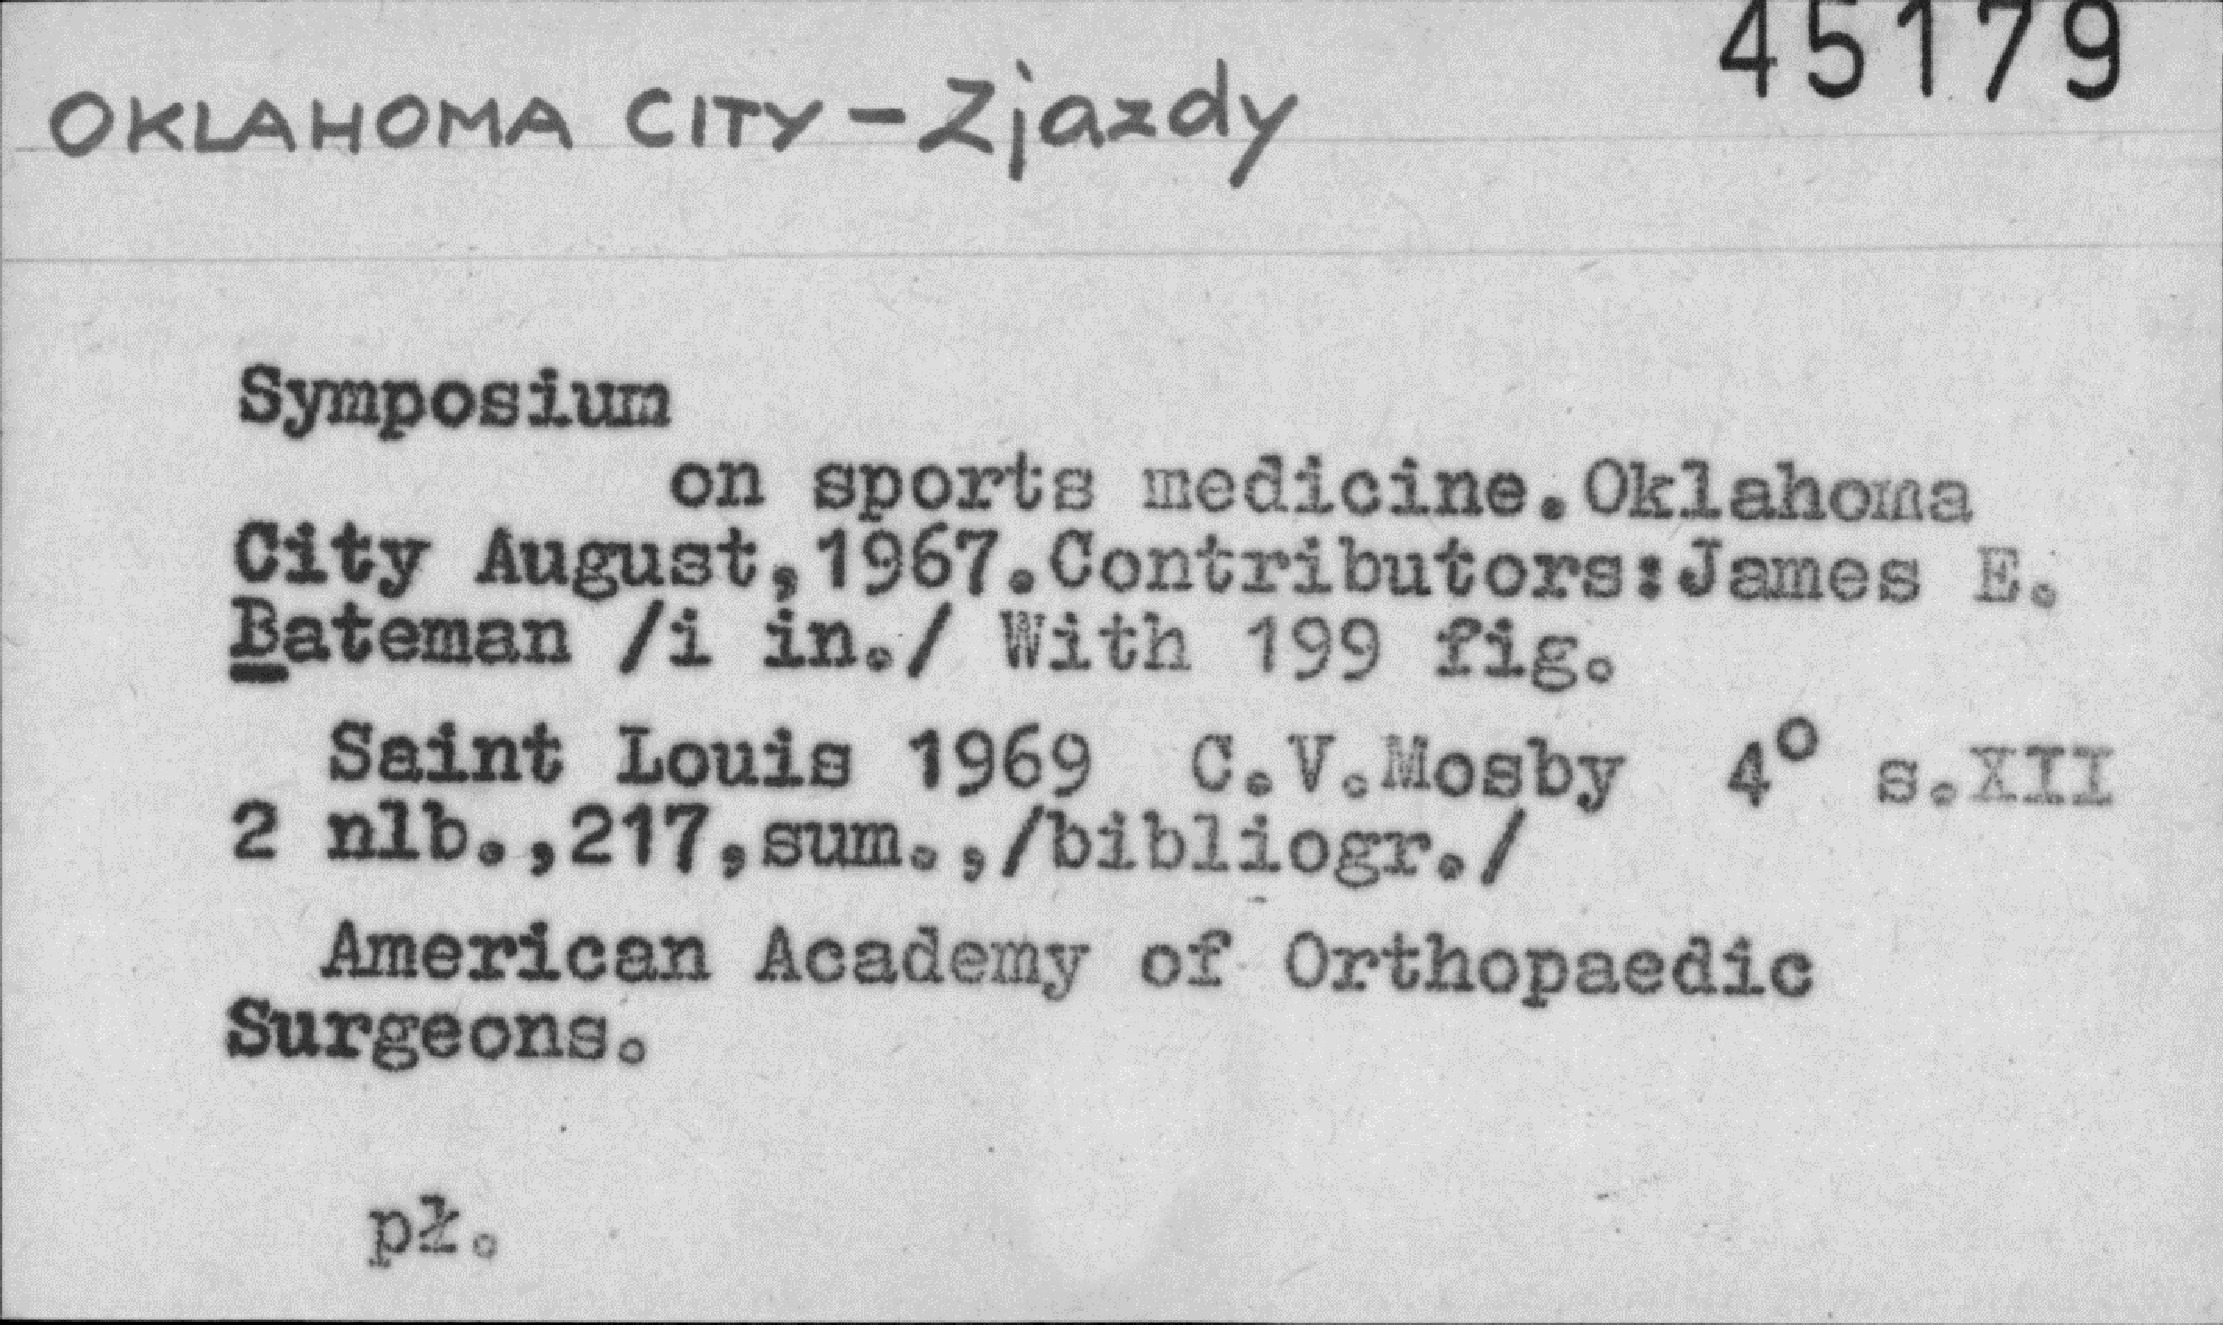 45179
OKLAHOMA CITY - Zjazdy
Symposium
on sports medicine.Oklahoma
City August,1967.Contributors:James E.
Bateman /i in./ With 199 fig.
Saint Louis 1969 C.V.Mosby 4° s.XII
2 nlb.,217,sum.,/bibliogr./
American Academy of Orthopaedic
Surgeons.
pł.